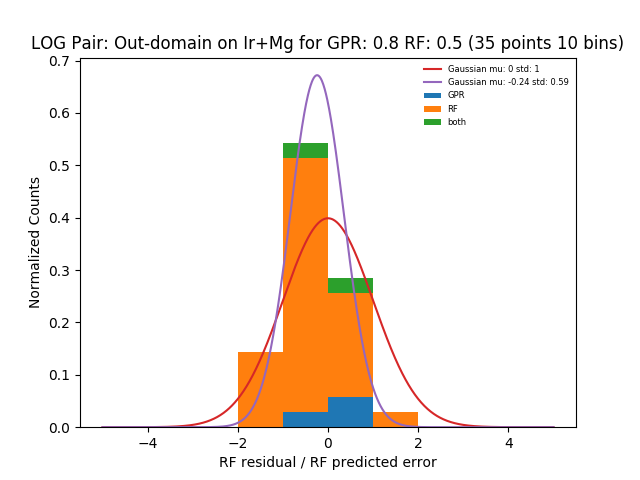 LOG Pair: Out-domain on Ir+Mg for GPR: 0.8 RF: 0.5 (35 points 10 bins)
Gaussian mu: 0 std: 1
Gaussian mu: -0.24 std: 0.59
GPR
RF
both
Normalized Counts
0.7
0.6
0.5
0.4
0.3
0.2
0.1
0.0
−4 −2 0 2 4
RF residual / RF predicted error